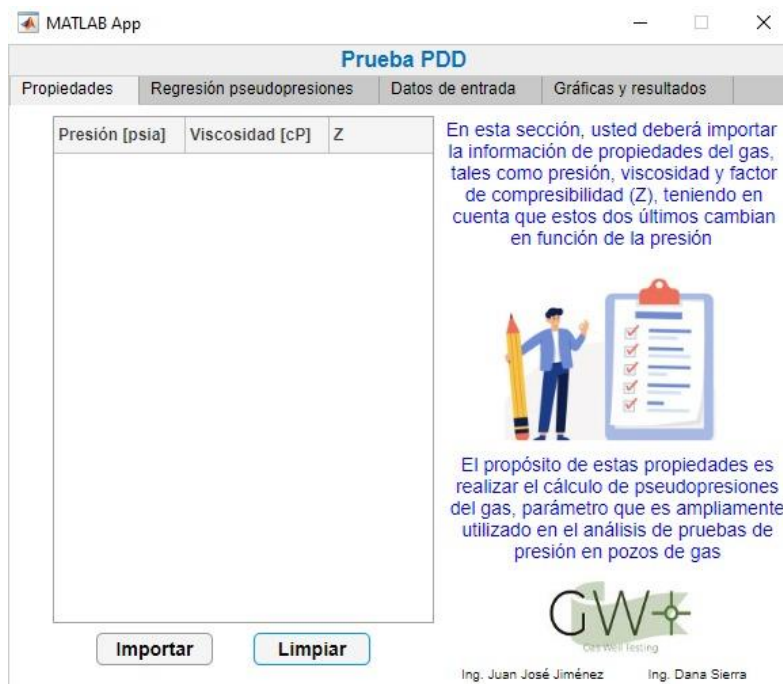 MATLAB App
Prueba PDD
Propiedades
Regresión pseudopresiones
Datos de entrada
Gráficas y resultados
Presión [psia]
Viscosidad [cP]
Z
En esta sección, usted deberá importar
la información de propiedades del gas,
tales como presión, viscosidad y factor
de compresibilidad (Z), teniendo en
cuenta que estos dos últimos cambian
en función de la presión
El propósito de estas propiedades es
realizar el cálculo de pseudopresiones
del gas, parámetro que es ampliamente
utilizado en el análisis de pruebas de
presión en pozos de gas
GW
Gas Well Testing
Importar
Limpiar
Ing. Juan José Jiménez
Ing. Dana Sierra